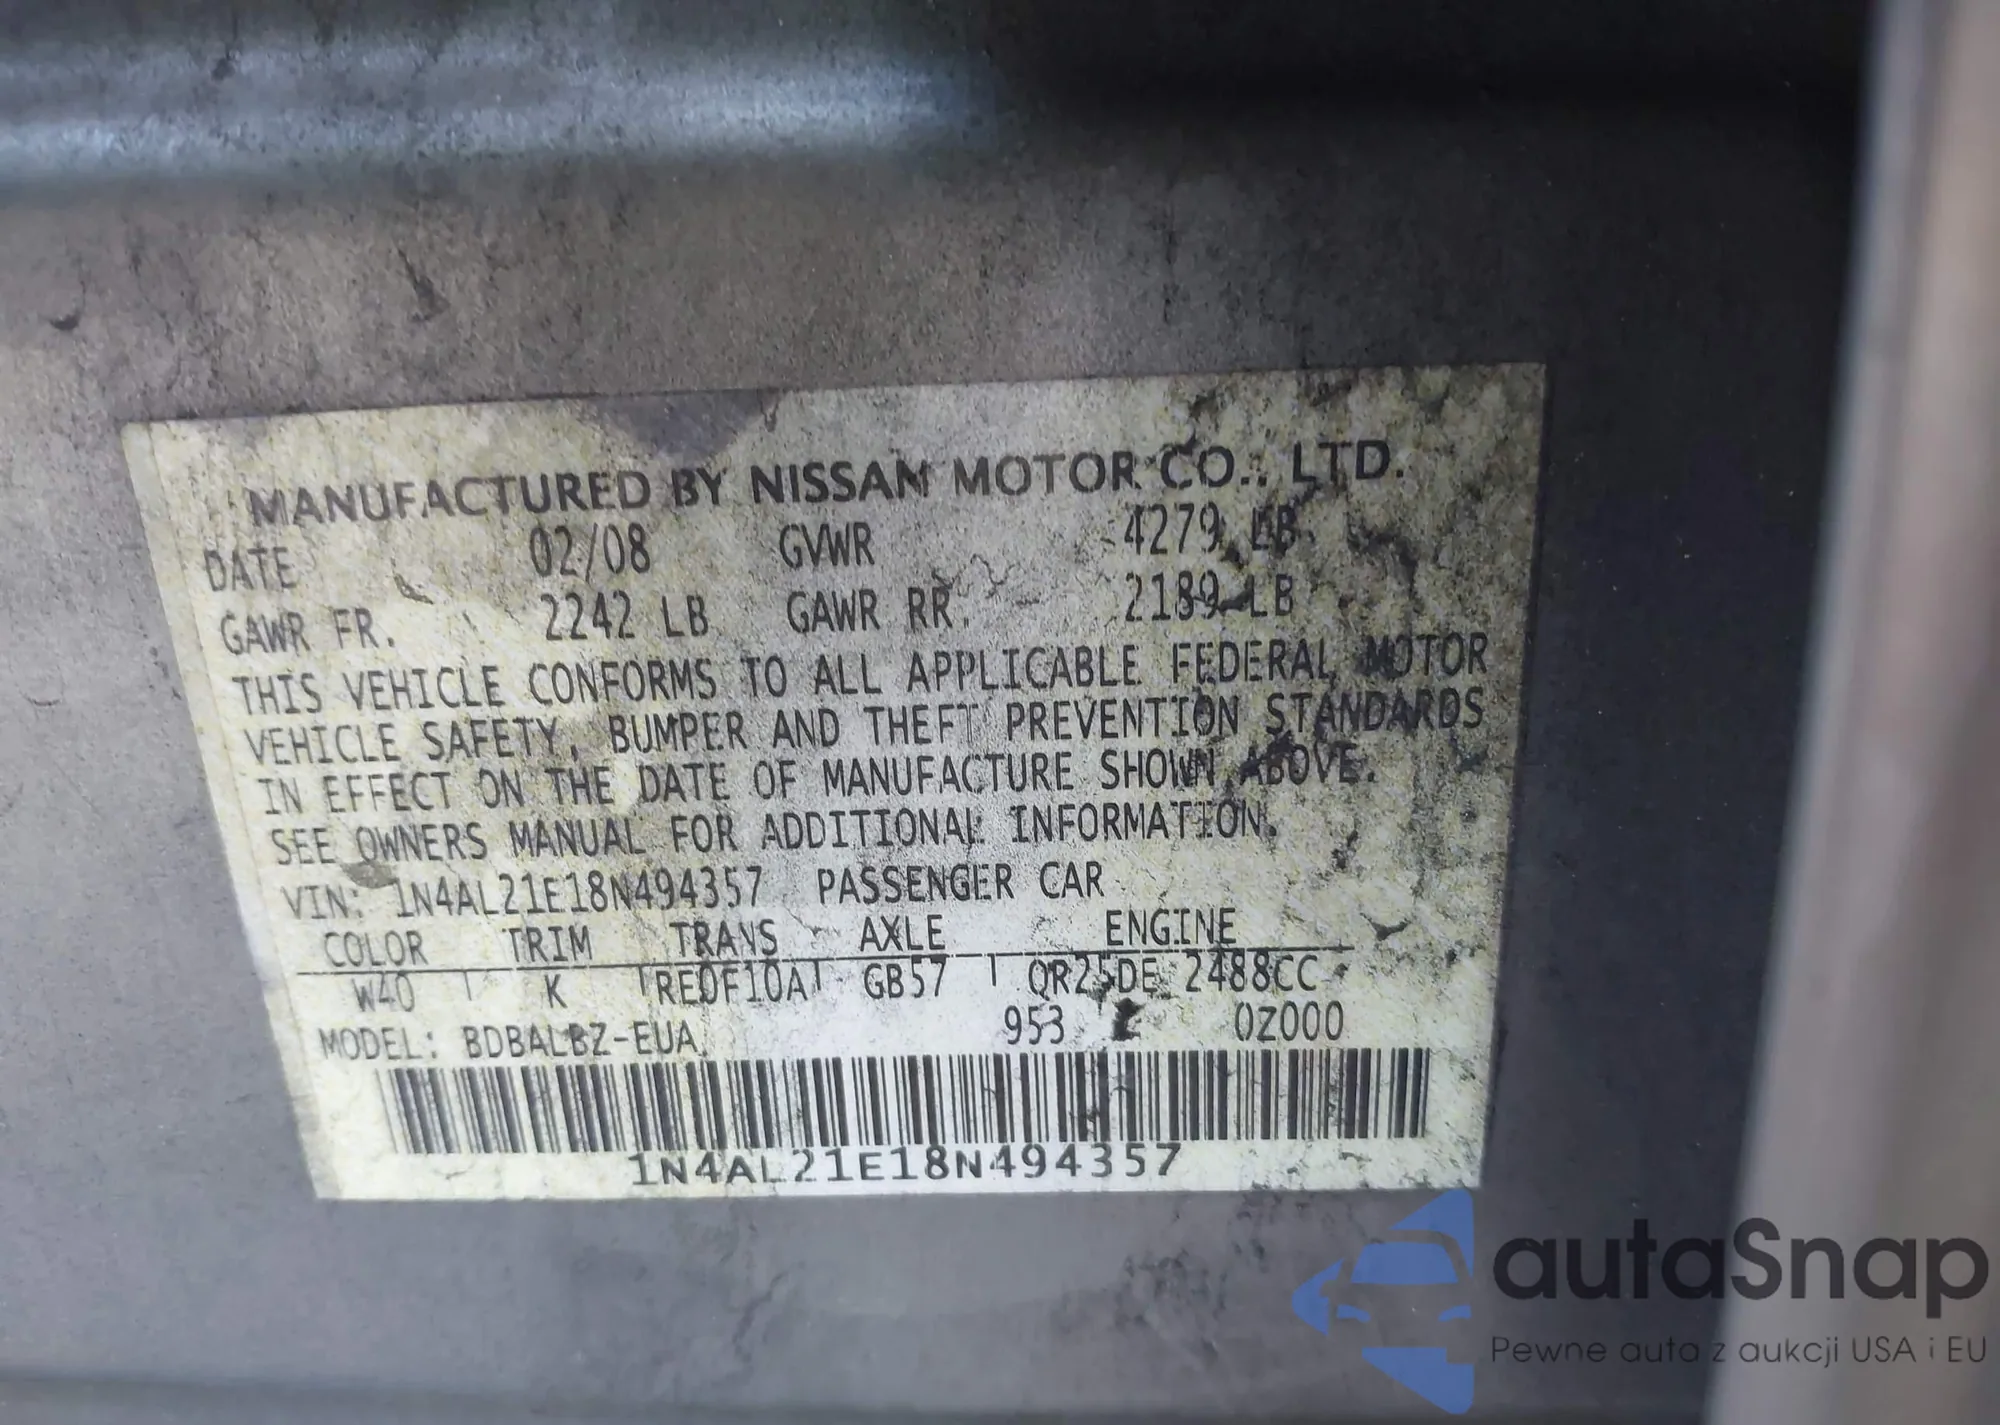 MANUFACTURED BY NISSAN MOTOR CO., LTD.
DATE 02/08 GVWR 4279 LB
GAWR FR. 2242 LB GAWR RR. 2189 LB
THIS VEHICLE CONFORMS TO ALL APPLICABLE FEDERAL MOTOR
VEHICLE SAFETY, BUMPER AND THEFT PREVENTION STANDARDS
IN EFFECT ON THE DATE OF MANUFACTURE SHOWN ABOVE.
SEE OWNERS MANUAL FOR ADDITIONAL INFORMATION.
VIN: 1N4AL21E18N494357 PASSENGER CAR
COLOR TRIM TRANS AXLE ENGINE
W40 K RE0F10A GB57 QR25DE 2488CC
MODEL: BDBALBZ-EUA 953 0Z000
1N4AL21E18N494357
autaSnap
Pewne auta z aukcji USA i EU